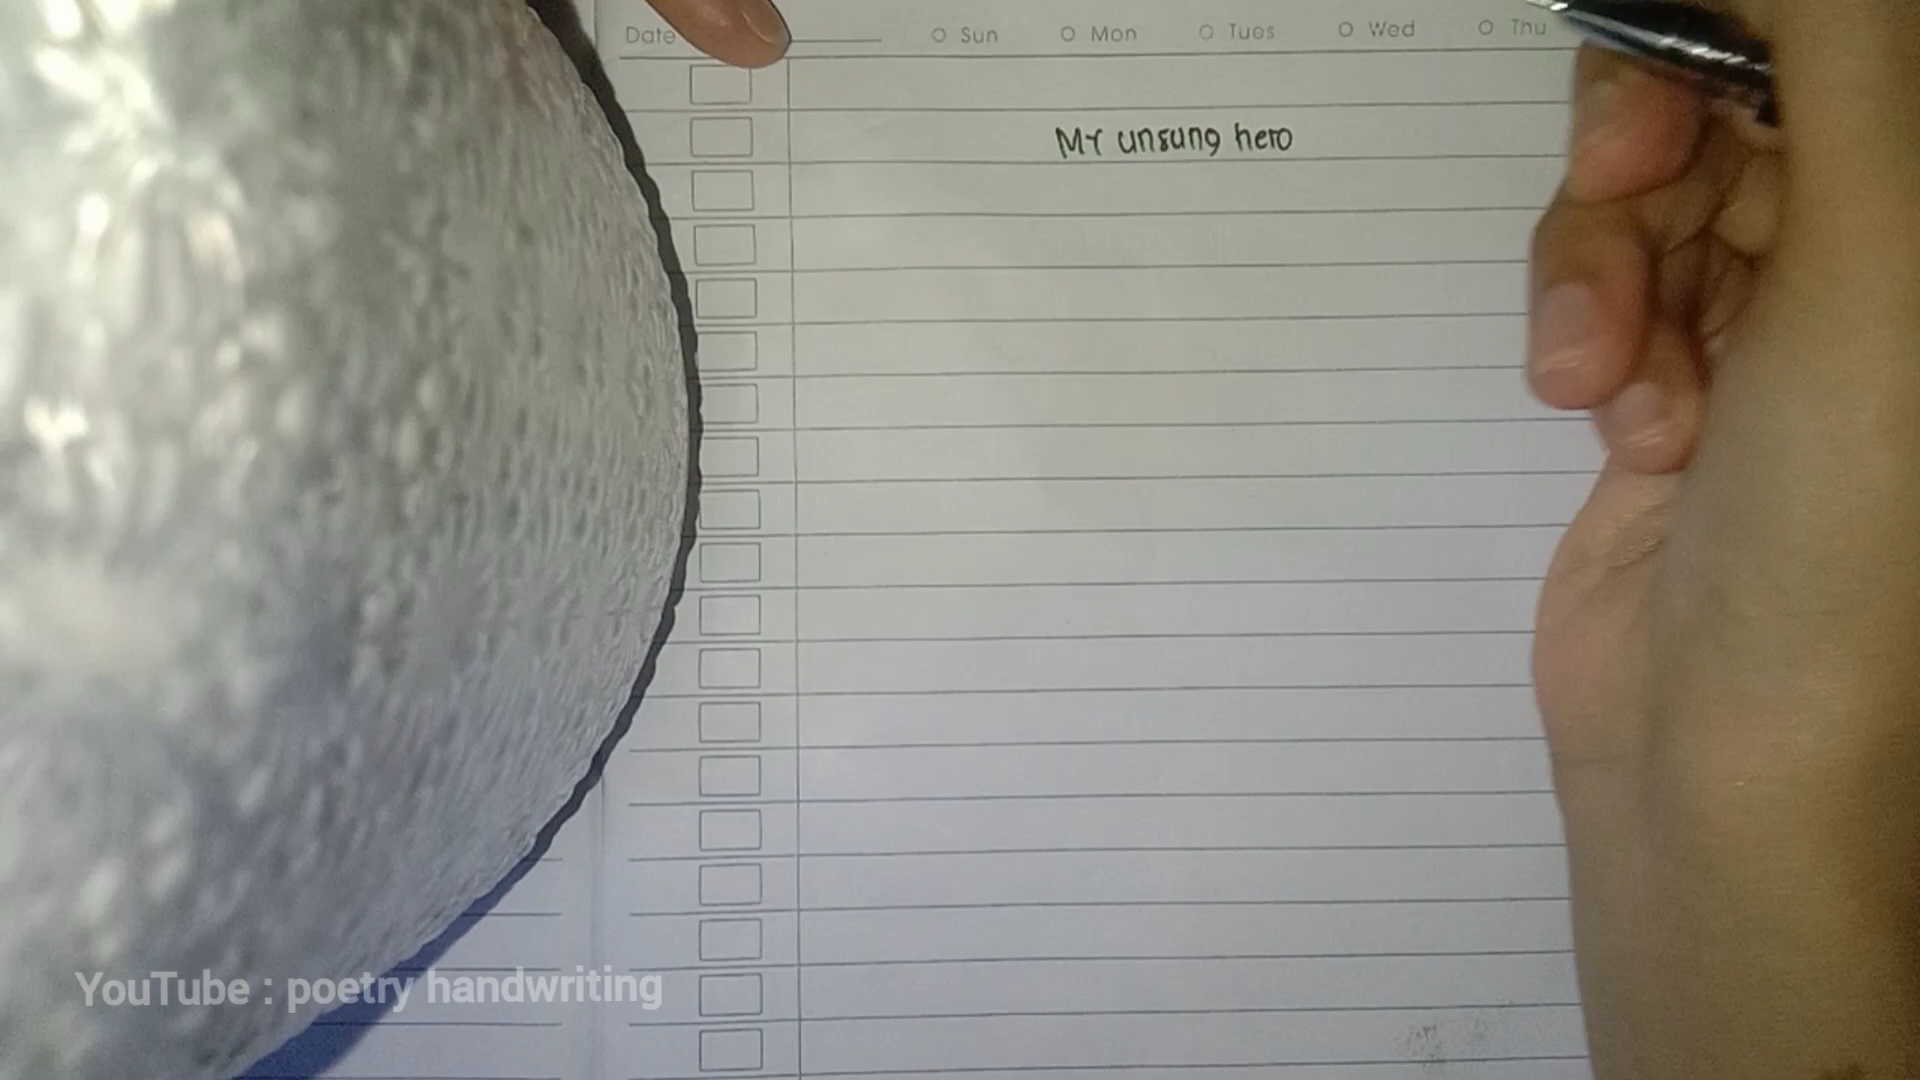 Date Sun Mon Tues Wed Thu
My unsung hero
YouTube : poetry handwriting